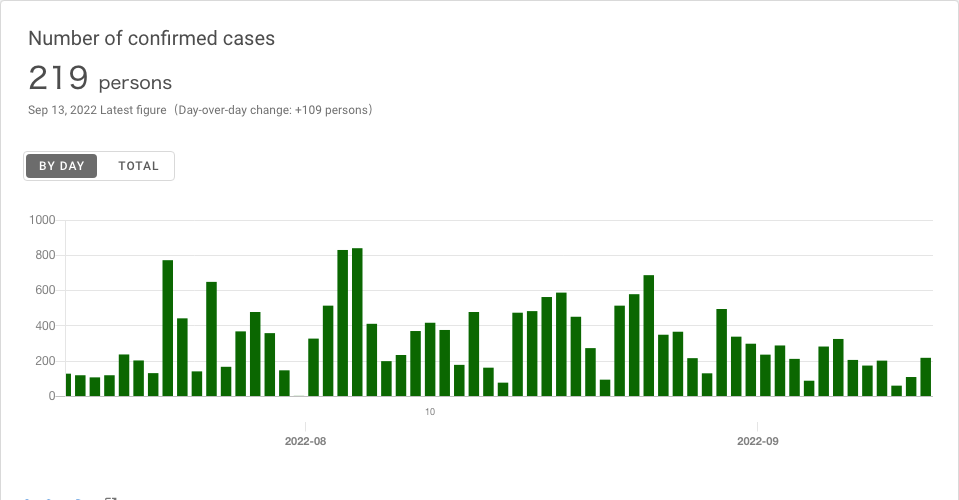 Number of confirmed cases
219 persons
Sep 13, 2022 Latest figure（Day-over-day change: +109 persons）
BY DAY TOTAL
1000
800
600
400
200
0
10
2022-08 2022-09